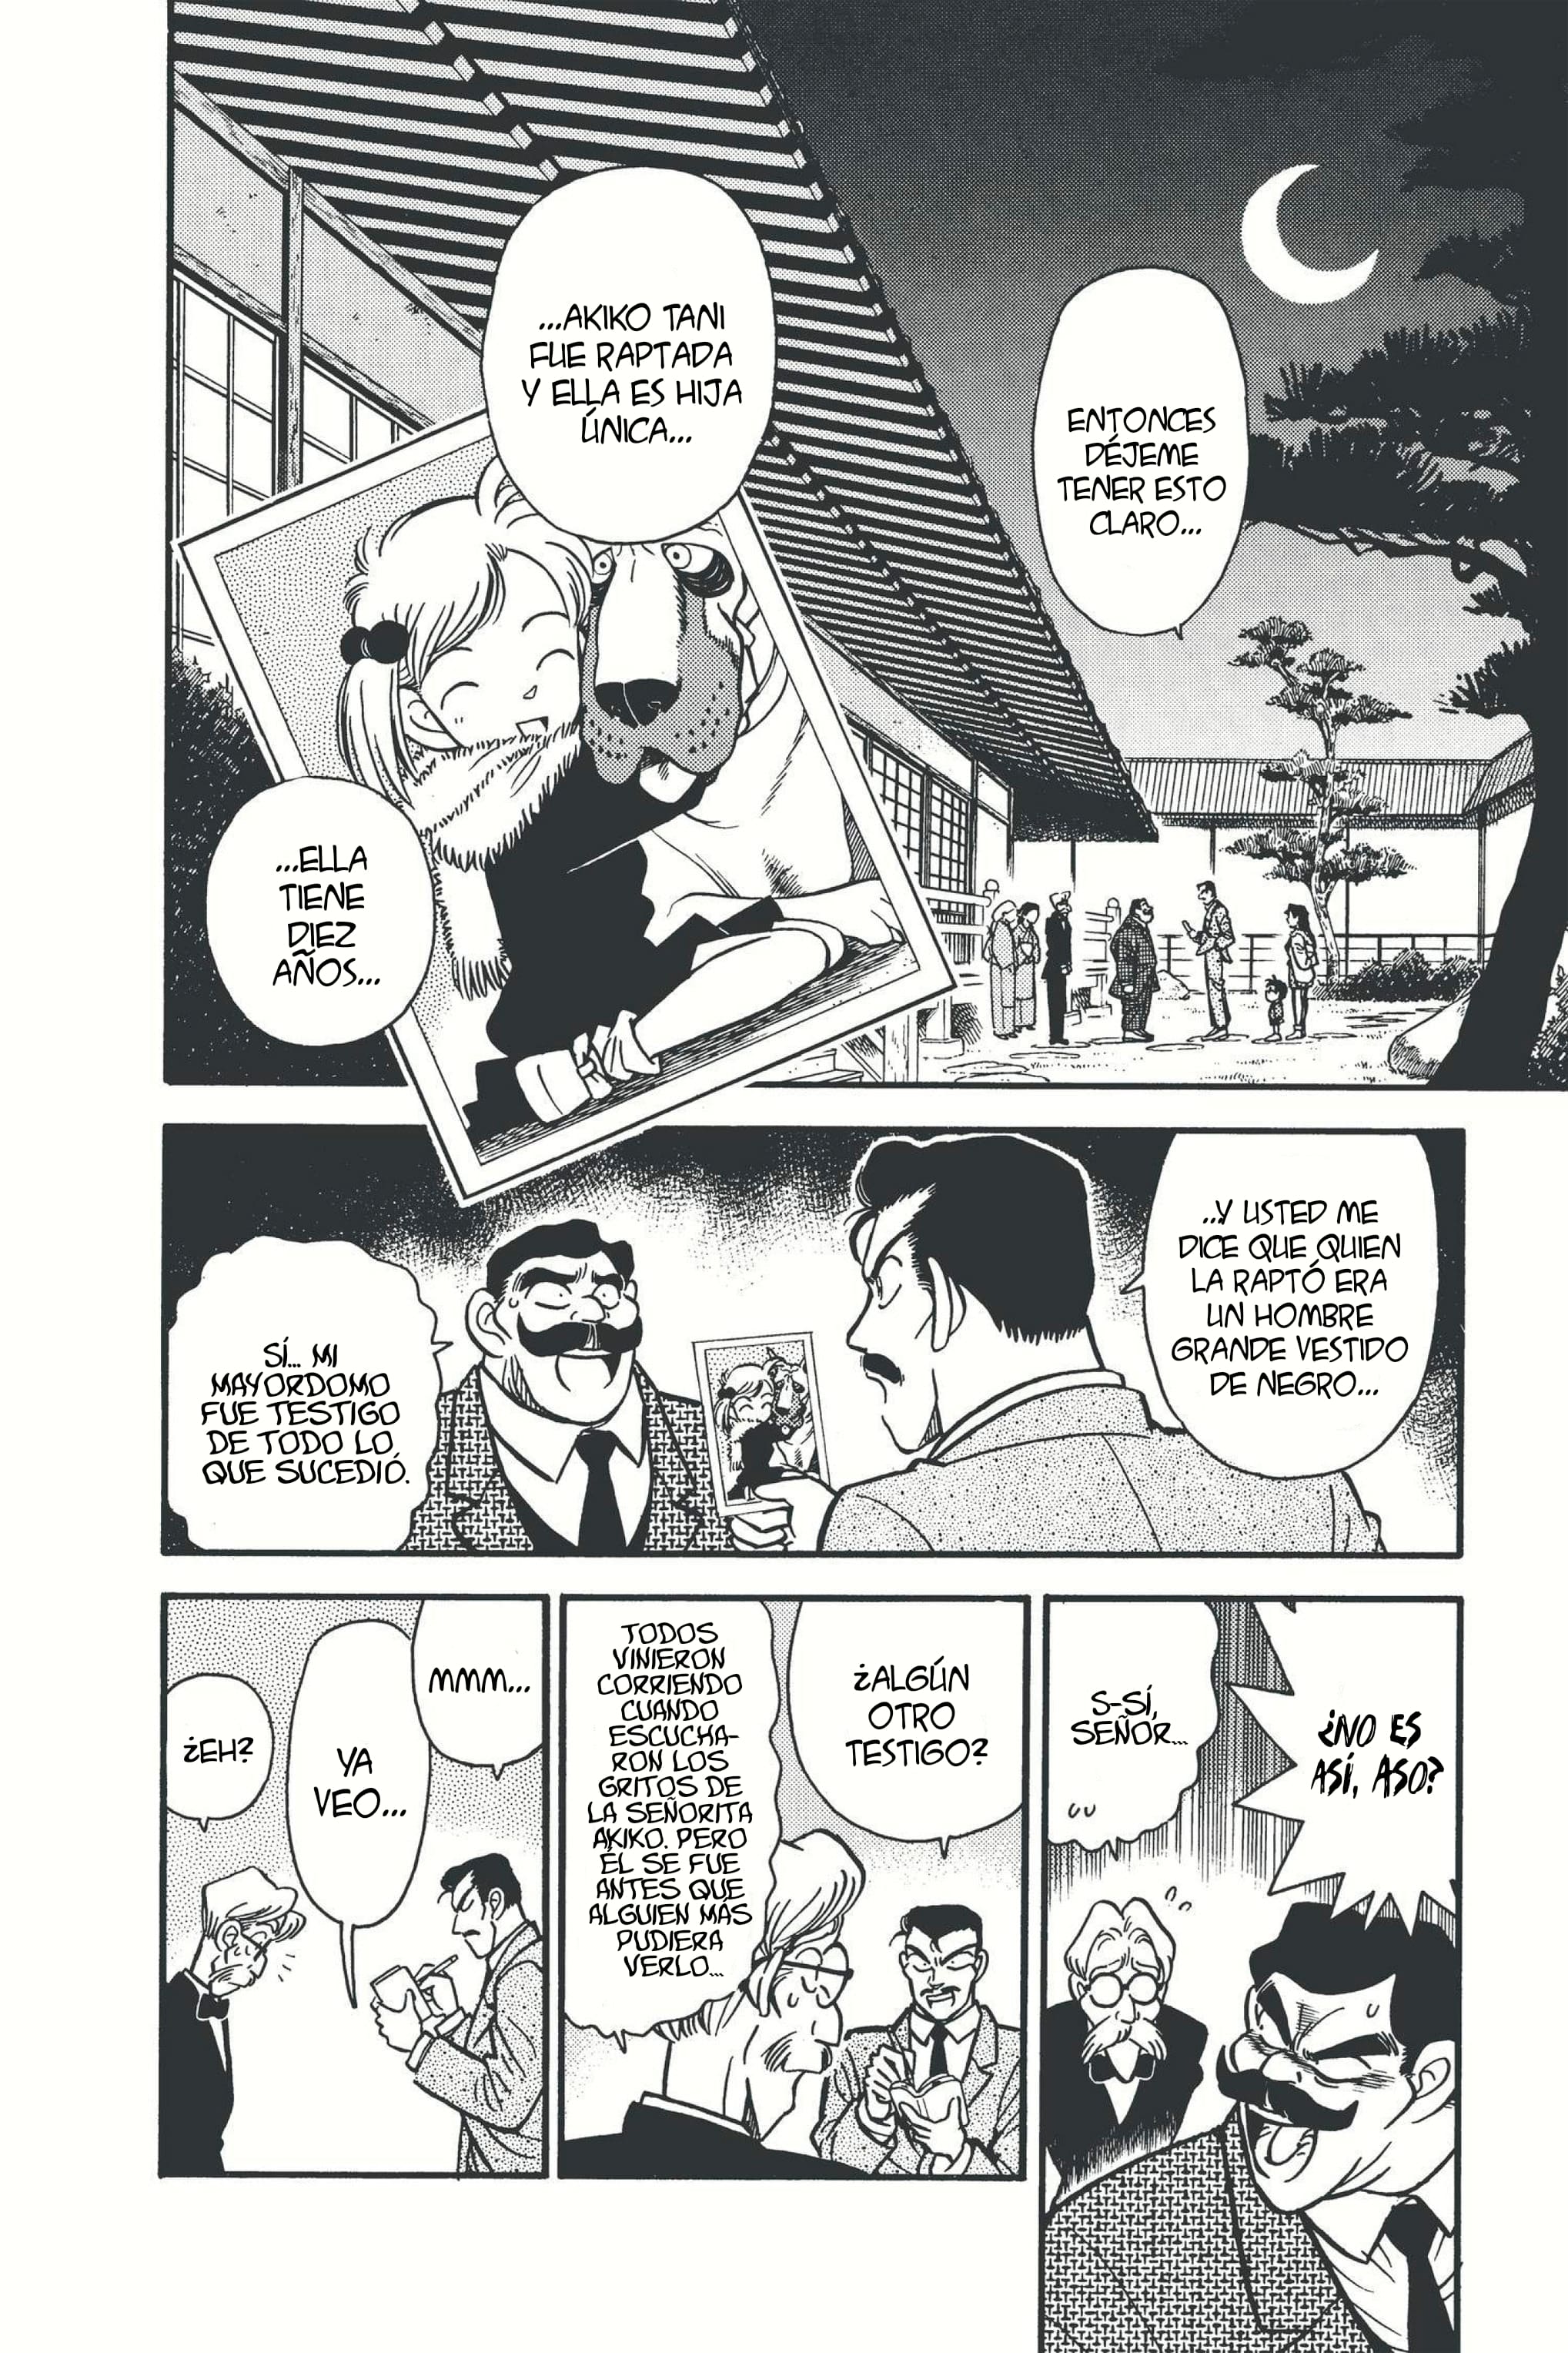 ENTONCES
DÉJEME
TENER ESTO
CLARO...
...AKIKO TANI
FUE RAPTADA
Y ELLA ES HIJA
ÚNICA...
...ELLA
TIENE
DIEZ
AÑOS...
...Y USTED ME
DICE QUE QUIEN
LA RAPTÓ ERA
UN HOMBRE
GRANDE VESTIDO
DE NEGRO...
SÍ... MI
MAYORDOMO
FUE TESTIGO
DE TODO LO
QUE SUCEDIÓ.
¿NO ES
ASÍ, ASO?
S-SÍ,
SEÑOR...
¿ALGÚN
OTRO
TESTIGO?
TODOS
VINIERON
CORRIENDO
CUANDO
ESCUCHA-
RON LOS
GRITOS DE
LA SEÑORITA
AKIKO. PERO
ÉL SE FUE
ANTES QUE
ALGUIEN MÁS
PUDIERA
VERLO...
MMM...
YA
VEO...
¿EH?